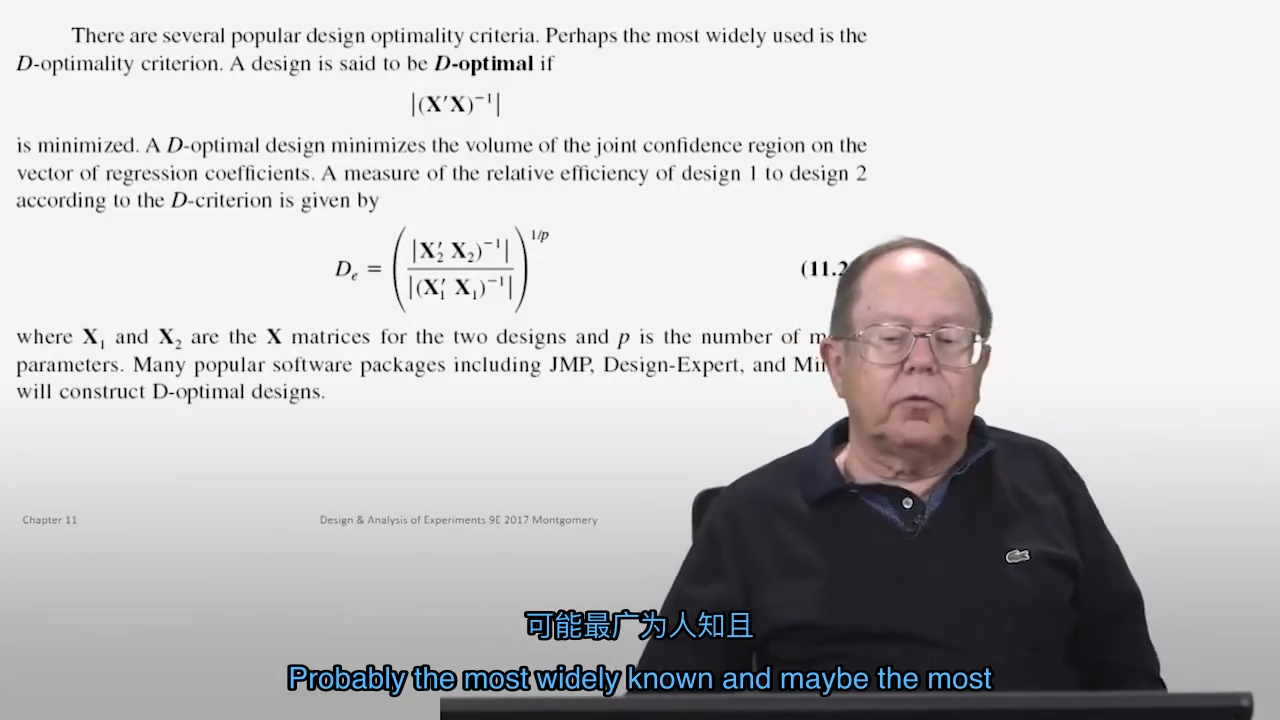 There are several popular design optimality criteria. Perhaps the most widely used is the
D-optimality criterion. A design is said to be D-optimal if
|(X′X)⁻¹|
is minimized. A D-optimal design minimizes the volume of the joint confidence region on the
vector of regression coefficients. A measure of the relative efficiency of design 1 to design 2
according to the D-criterion is given by
Dₑ = (|X′₂ X₂)⁻¹| / |(X′₁ X₁)⁻¹|)^1/p (11.2
where X₁ and X₂ are the X matrices for the two designs and p is the number of
parameters. Many popular software packages including JMP, Design-Expert, and
will construct D-optimal designs.
Chapter 11 Design & Analysis of Experiments 9E 2017 Montgomery
可能最广为人知且
Probably the most widely known and maybe the most